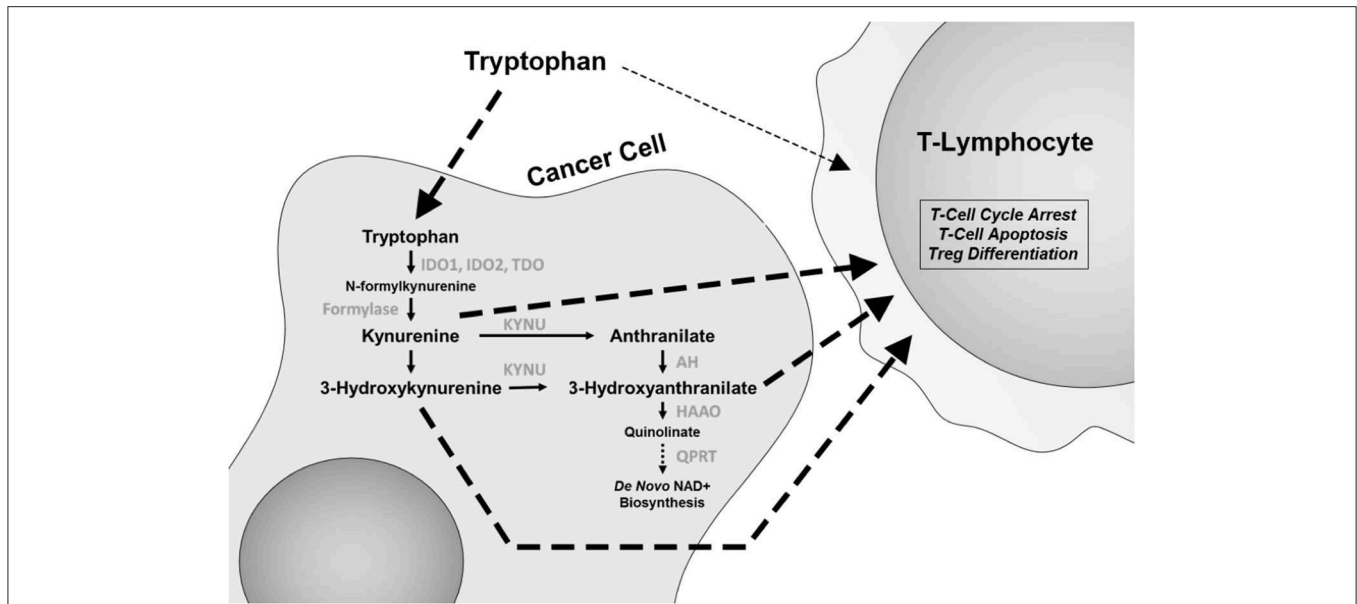 Tryptophan
Cancer Cell
T-Lymphocyte
T-Cell Cycle Arrest
T-Cell Apoptosis
Treg Differentiation
Tryptophan
IDO1, IDO2, TDO
N-formylkynurenine
Formylase
Kynurenine
KYNU
Anthranilate
AH
3-Hydroxykynurenine
KYNU
3-Hydroxyanthranilate
HAAO
Quinolinate
QPRT
De Novo NAD+
Biosynthesis